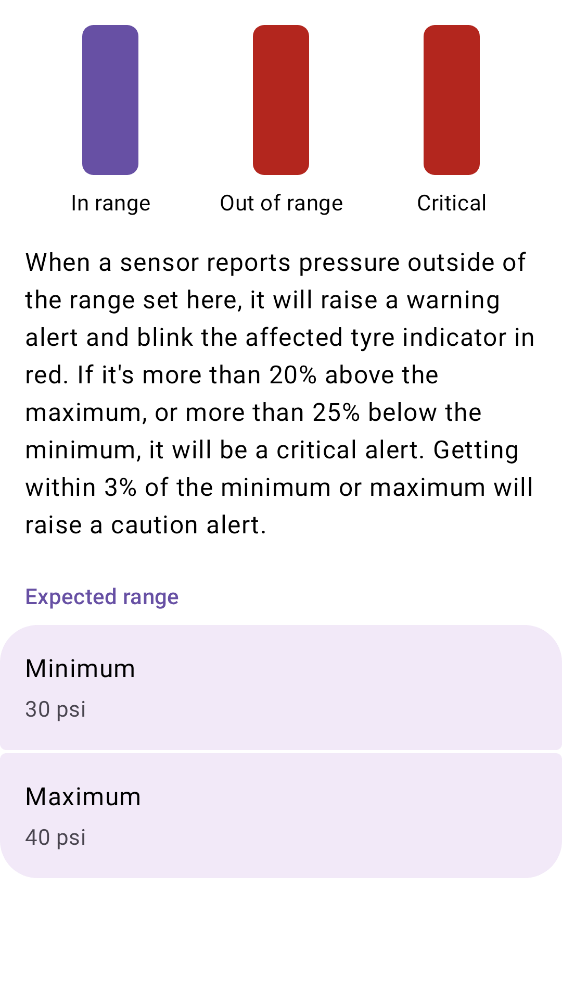 In range
Out of range
Critical
When a sensor reports pressure outside of
the range set here, it will raise a warning
alert and blink the affected tyre indicator in
red. If it's more than 20% above the
maximum, or more than 25% below the
minimum, it will be a critical alert. Getting
within 3% of the minimum or maximum will
raise a caution alert.
Expected range
Minimum
30 psi
Maximum
40 psi